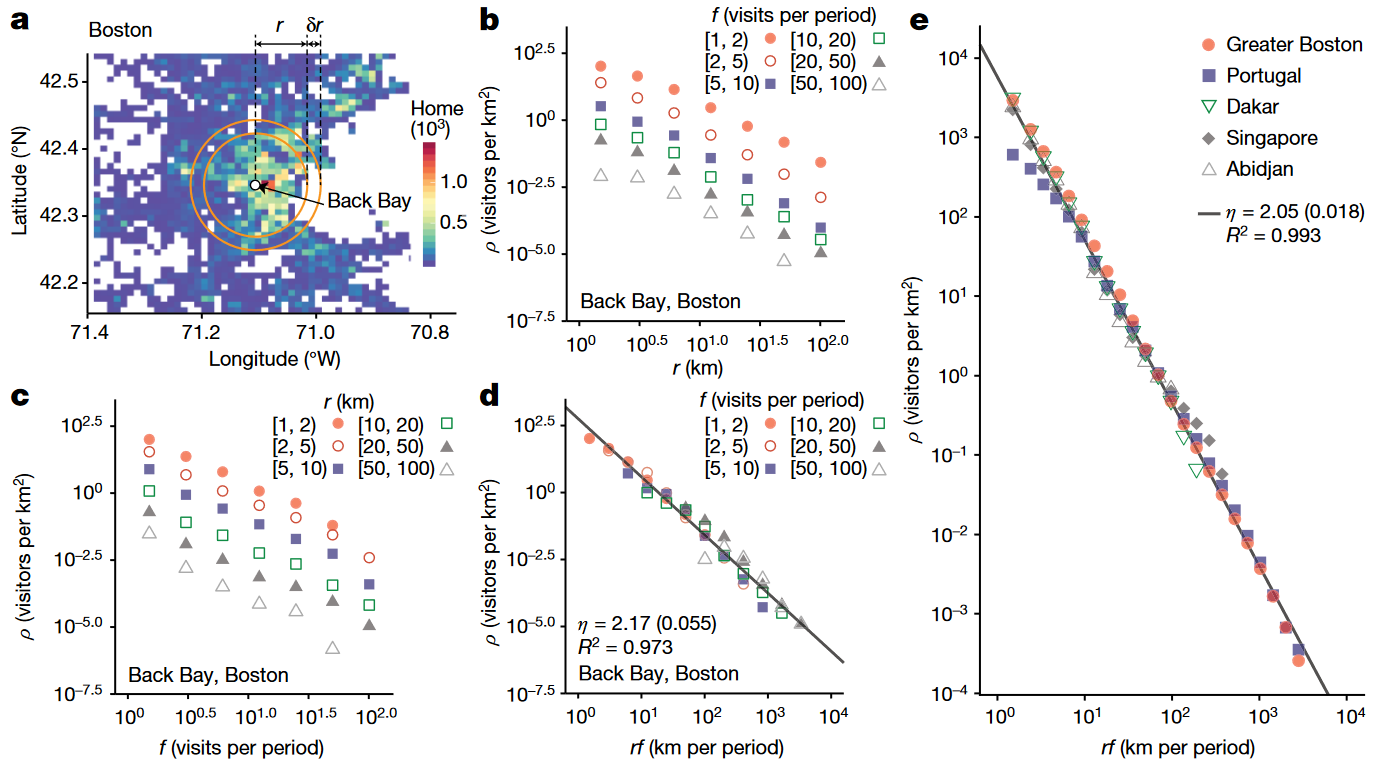 a
Boston
r δr
42.5
42.4
42.3
42.2
Latitude (°N)
71.4 71.2 71.0 70.8
Longitude (°W)
Home
(10³)
1.0
0.5
Back Bay
b
f (visits per period)
[1, 2) [10, 20)
[2, 5) [20, 50)
[5, 10) [50, 100)
10^2.5
10^0
10^−2.5
10^−5.0
10^−7.5
ρ (visitors per km²)
Back Bay, Boston
10^0 10^0.5 10^1.0 10^1.5 10^2.0
r (km)
c
r (km)
[1, 2) [10, 20)
[2, 5) [20, 50)
[5, 10) [50, 100)
10^2.5
10^0
10^−2.5
10^−5.0
10^−7.5
ρ (visitors per km²)
Back Bay, Boston
10^0 10^0.5 10^1.0 10^1.5 10^2.0
f (visits per period)
d
f (visits per period)
[1, 2) [10, 20)
[2, 5) [20, 50)
[5, 10) [50, 100)
10^2.5
10^0
10^−2.5
10^−5.0
10^−7.5
ρ (visitors per km²)
η = 2.17 (0.055)
R² = 0.973
Back Bay, Boston
10^0 10^1 10^2 10^3 10^4
rf (km per period)
e
Greater Boston
Portugal
Dakar
Singapore
Abidjan
η = 2.05 (0.018)
R² = 0.993
10^4
10^3
10^2
10^1
10^0
10^−1
10^−2
10^−3
10^−4
ρ (visitors per km²)
10^0 10^1 10^2 10^3 10^4
rf (km per period)